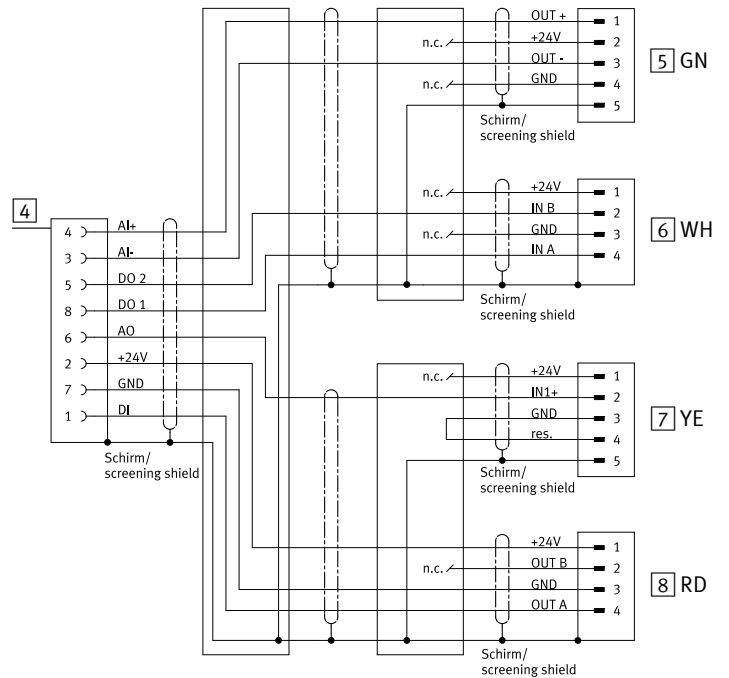 OUT +
1
n.c.
+24V
2
OUT -
3
5 GN
n.c.
GND
4
5
Schirm/
screening shield
n.c.
+24V
1
4
IN B
2
4
AI+
n.c.
GND
3
6 WH
3
AI-
IN A
4
5
DO 2
8
DO 1
Schirm/
screening shield
6
AO
2
+24V
n.c.
+24V
1
7
GND
IN1+
2
1
DI
GND
3
7 YE
res.
4
Schirm/
screening shield
5
Schirm/
screening shield
+24V
1
n.c.
OUT B
2
GND
3
8 RD
OUT A
4
Schirm/
screening shield